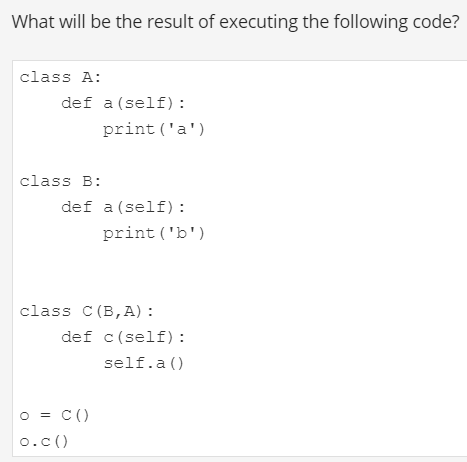 What will be the result of executing the following code?
class A:
    def a(self):
        print('a')
class B:
    def a(self):
        print('b')
class C(B,A):
    def c(self):
        self.a()
o = C()
o.c()